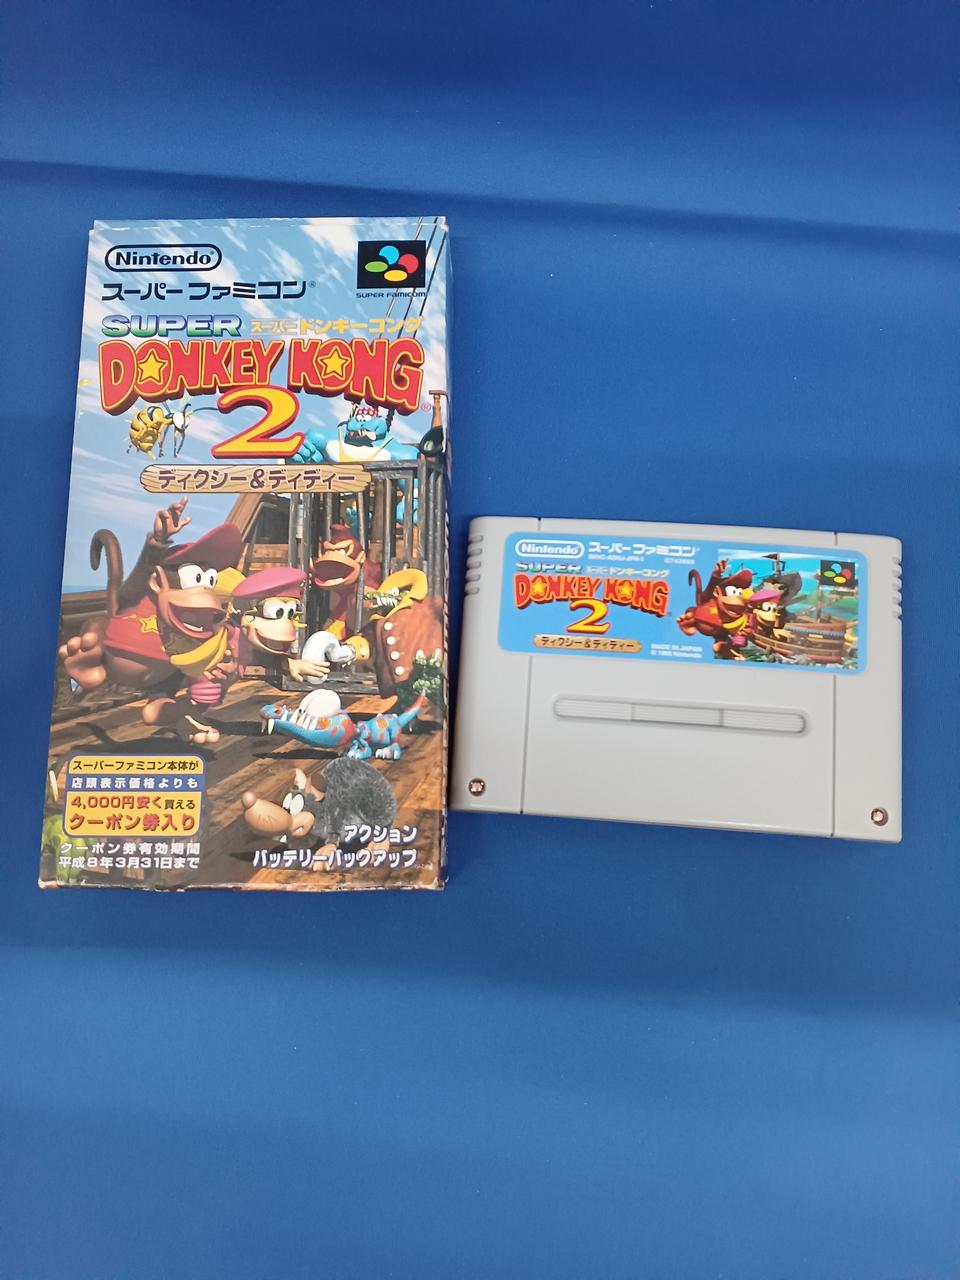 Nintendo®
スーパーファミコン®
SUPER FAMICOM
SUPER スーパードンキーコング
DONKEY KONG®
2
ディクシー&ディディー
スーパーファミコン本体が
店頭表示価格よりも
4,000円安く買える
クーポン券入り
クーポン券有効期間
平成8年3月31日まで
アクション
バッテリーバックアップ
Nintendo® スーパーファミコン®
SHVC-ADNJ-JPN-1
SUPER スーパードンキーコング
DONKEY KONG
2
ディクシー&ディディー
MADE IN JAPAN
© 1995 Nintendo